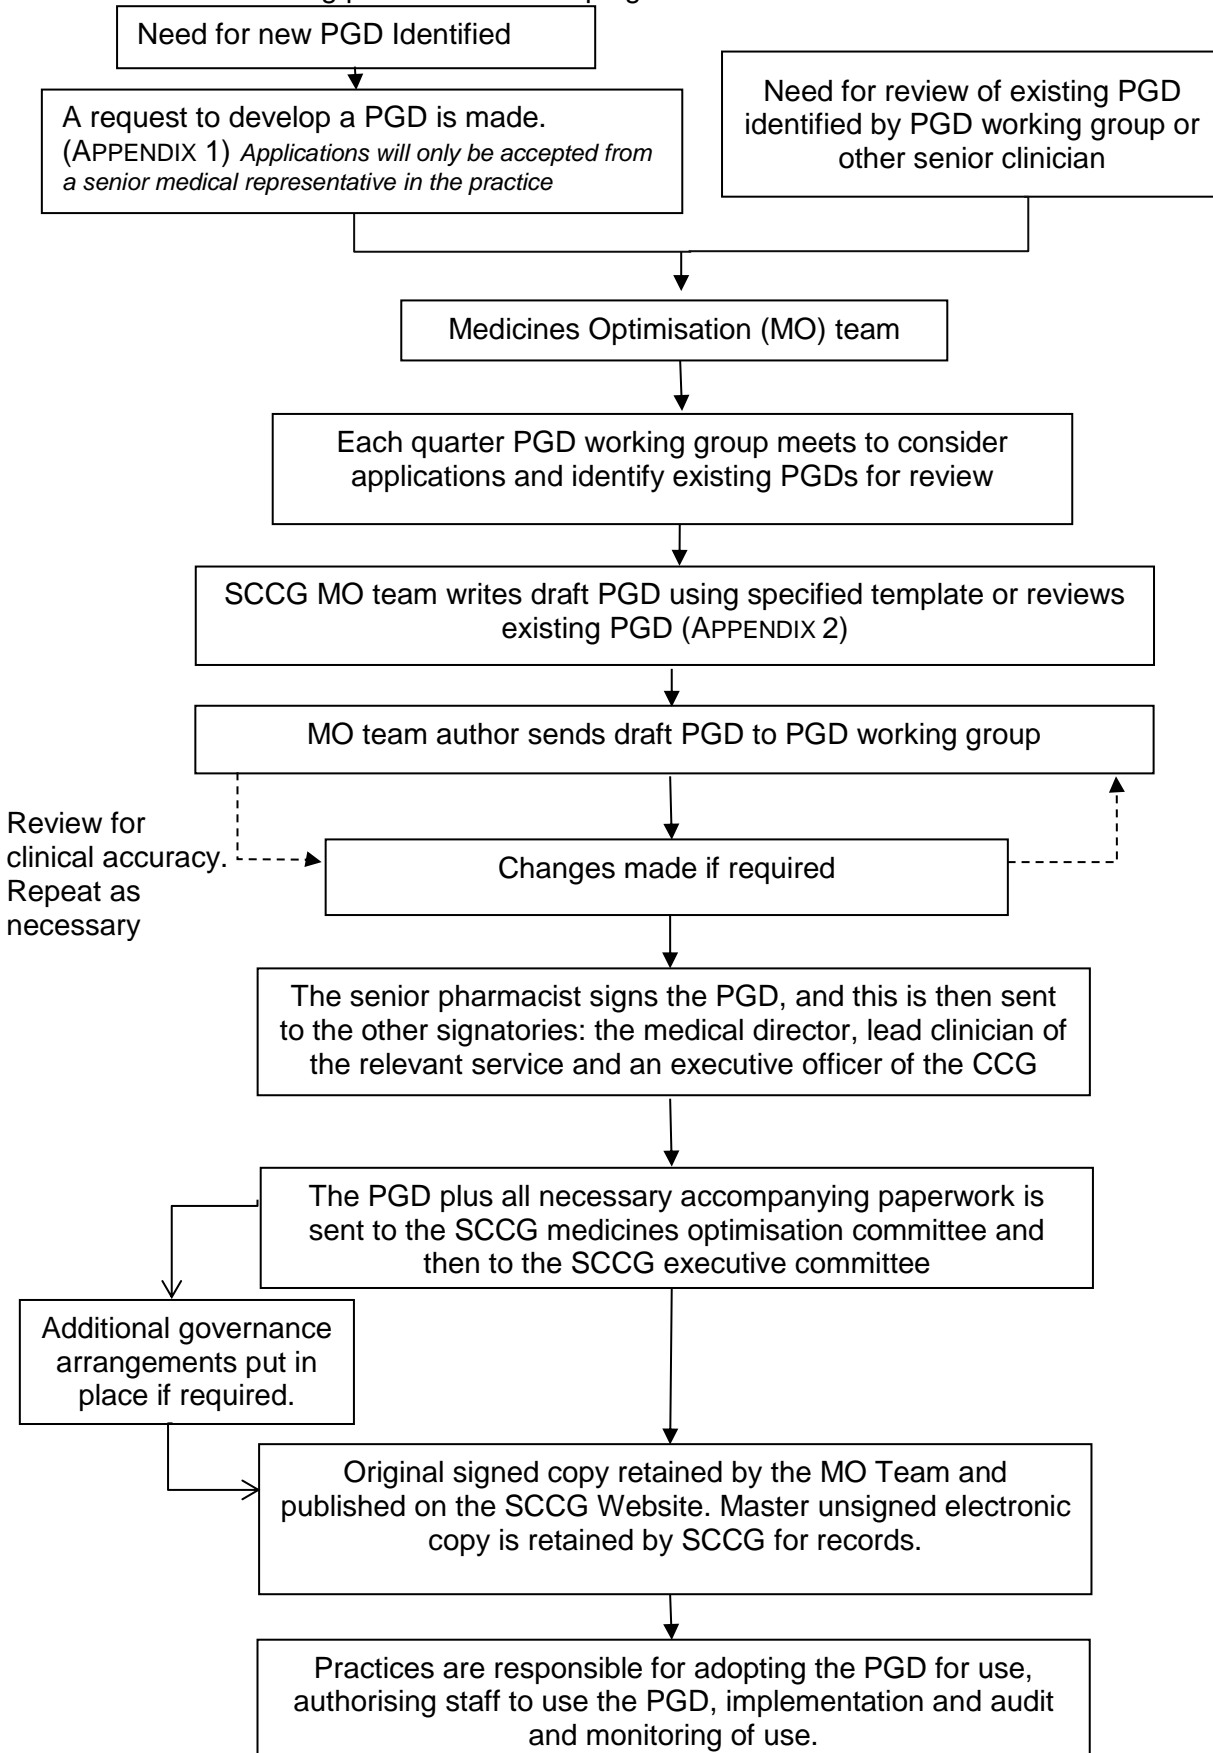 Need for new PGD Identified
A request to develop a PGD is made.
(APPENDIX 1) Applications will only be accepted from
a senior medical representative in the practice
Need for review of existing PGD
identified by PGD working group or
other senior clinician
Medicines Optimisation (MO) team
Each quarter PGD working group meets to consider
applications and identify existing PGDs for review
SCCG MO team writes draft PGD using specified template or reviews
existing PGD (APPENDIX 2)
MO team author sends draft PGD to PGD working group
Review for
clinical accuracy.
Repeat as
necessary
Changes made if required
The senior pharmacist signs the PGD, and this is then sent
to the other signatories: the medical director, lead clinician of
the relevant service and an executive officer of the CCG
The PGD plus all necessary accompanying paperwork is
sent to the SCCG medicines optimisation committee and
then to the SCCG executive committee
Additional governance
arrangements put in
place if required.
Original signed copy retained by the MO Team and
published on the SCCG Website. Master unsigned electronic
copy is retained by SCCG for records.
Practices are responsible for adopting the PGD for use,
authorising staff to use the PGD, implementation and audit
and monitoring of use.